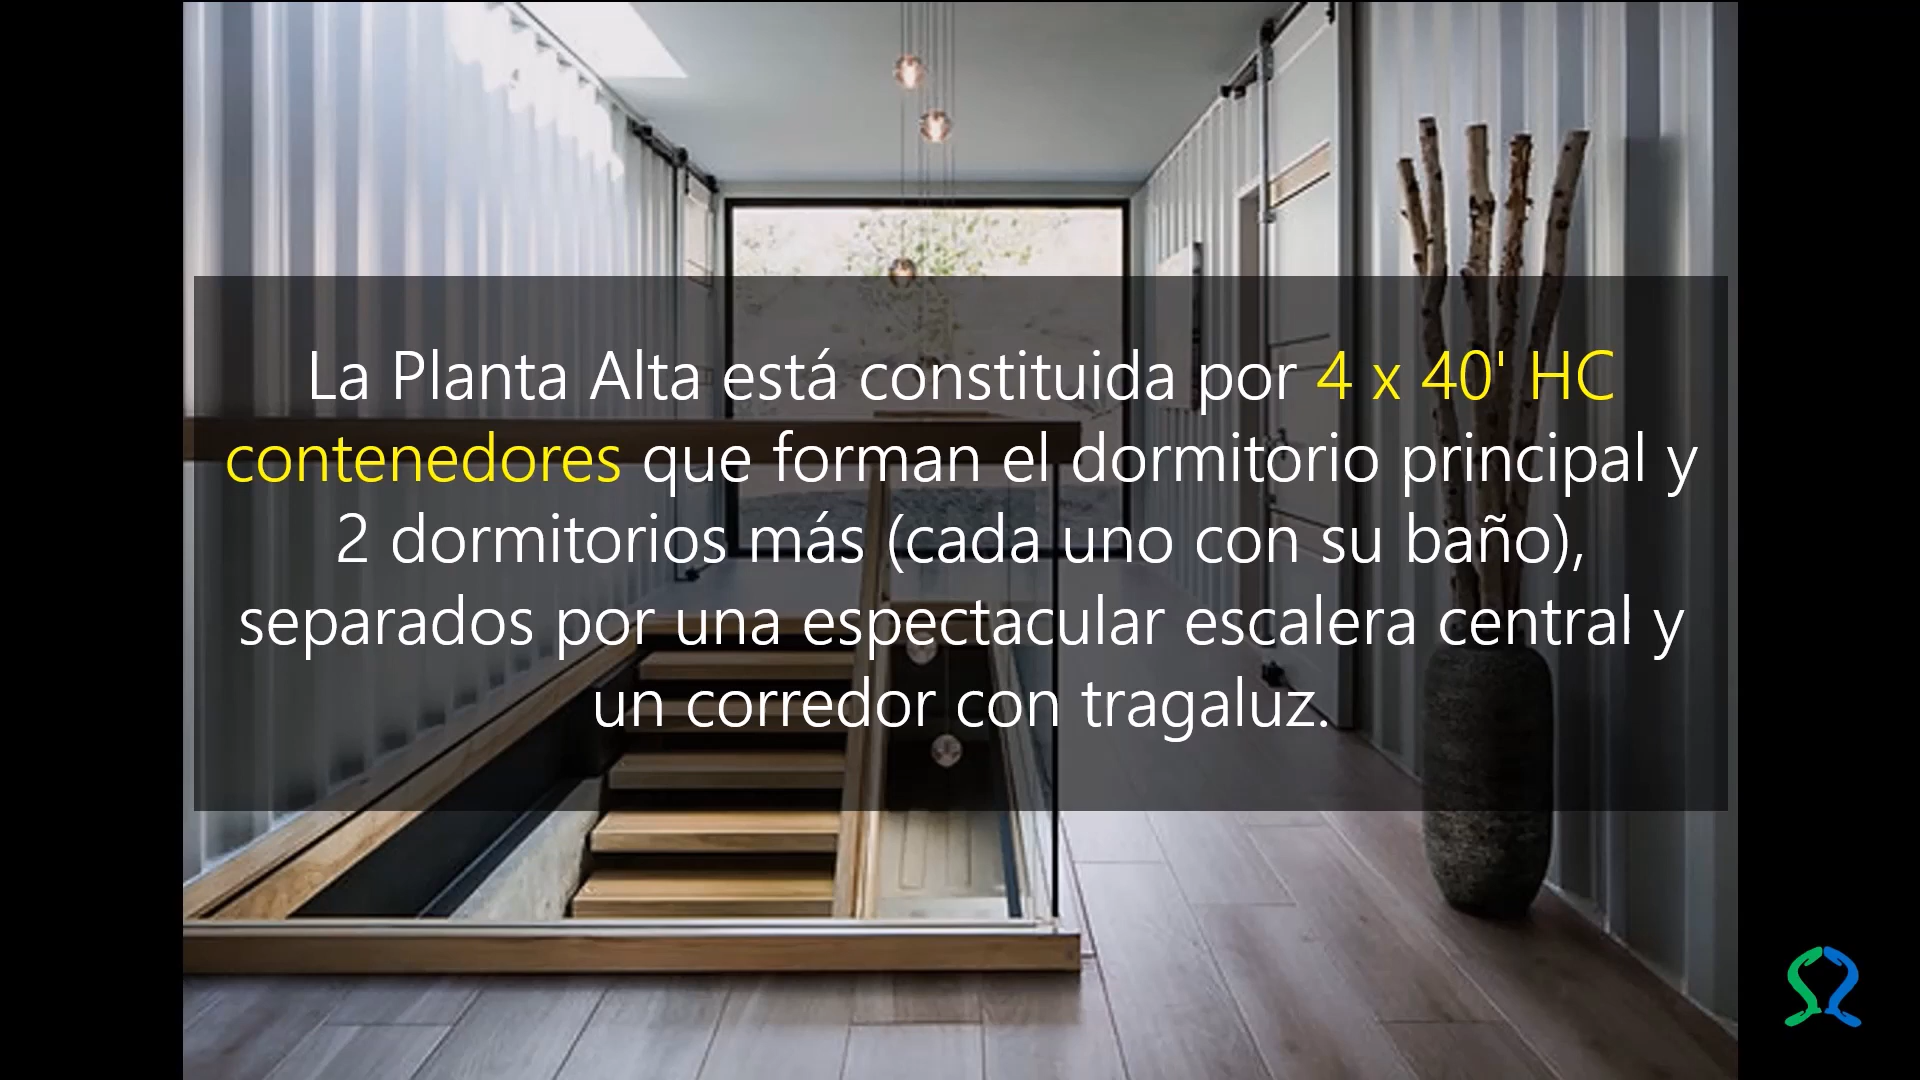 La Planta Alta está constituida por 4 x 40' HC
contenedores que forman el dormitorio principal y
2 dormitorios más (cada uno con su baño),
separados por una espectacular escalera central y
un corredor con tragaluz.